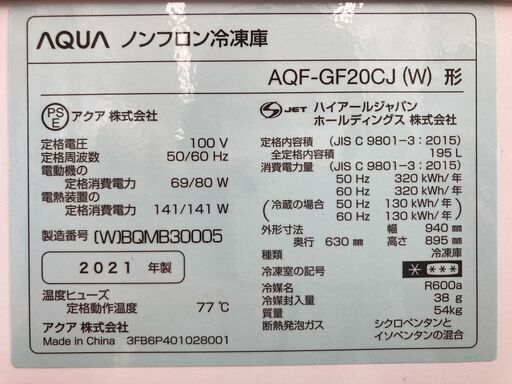 AQUA ノンフロン冷凍庫
AQF-GF20CJ (W) 形
PS E アクア 株式会社
定格電圧 100 V
定格周波数 50/60 Hz
電動機の
定格消費電力 69/80 W
電熱装置の
定格消費電力 141/141 W
製造番号 (W)BQMB30005
2021 年製
温度ヒューズ
定格動作温度 77℃
アクア 株式会社
Made in China 3FB6P401028001
S JET ハイアールジャパン
ホールディングス 株式会社
定格内容積 (JIS C 9801-3:2015)
全定格内容積 195 L
消費電力量 (JIS C 9801-3:2015)
50 Hz 320 kWh/年
60 Hz 320 kWh/年
(冷蔵の場合 50 Hz 130 kWh/年
60 Hz 130 kWh/年)
外形寸法 幅 940 mm
奥行 630 mm 高さ 895 mm
種類 冷凍庫
冷凍室の記号 * ***
冷媒名 R600a
冷媒封入量 38 g
質量 54kg
断熱発泡ガス シクロペンタンと
イソペンタンの混合